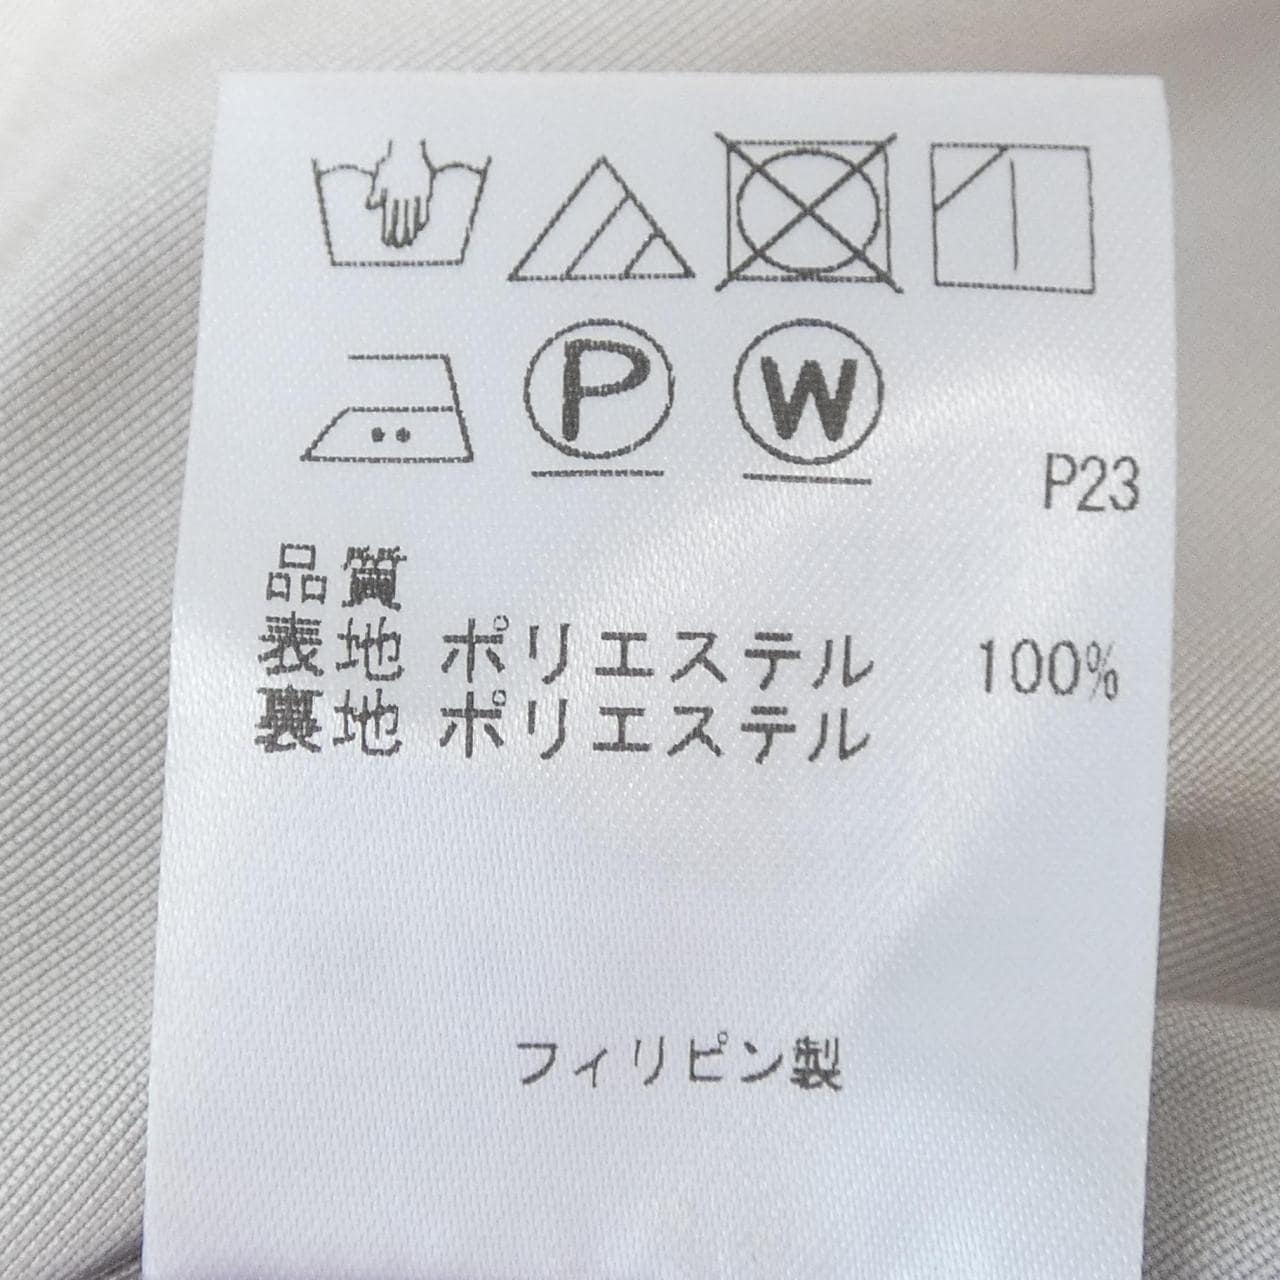 P W
P23
品質
表地 ポリエステル 100%
裏地 ポリエステル
フィリピン製